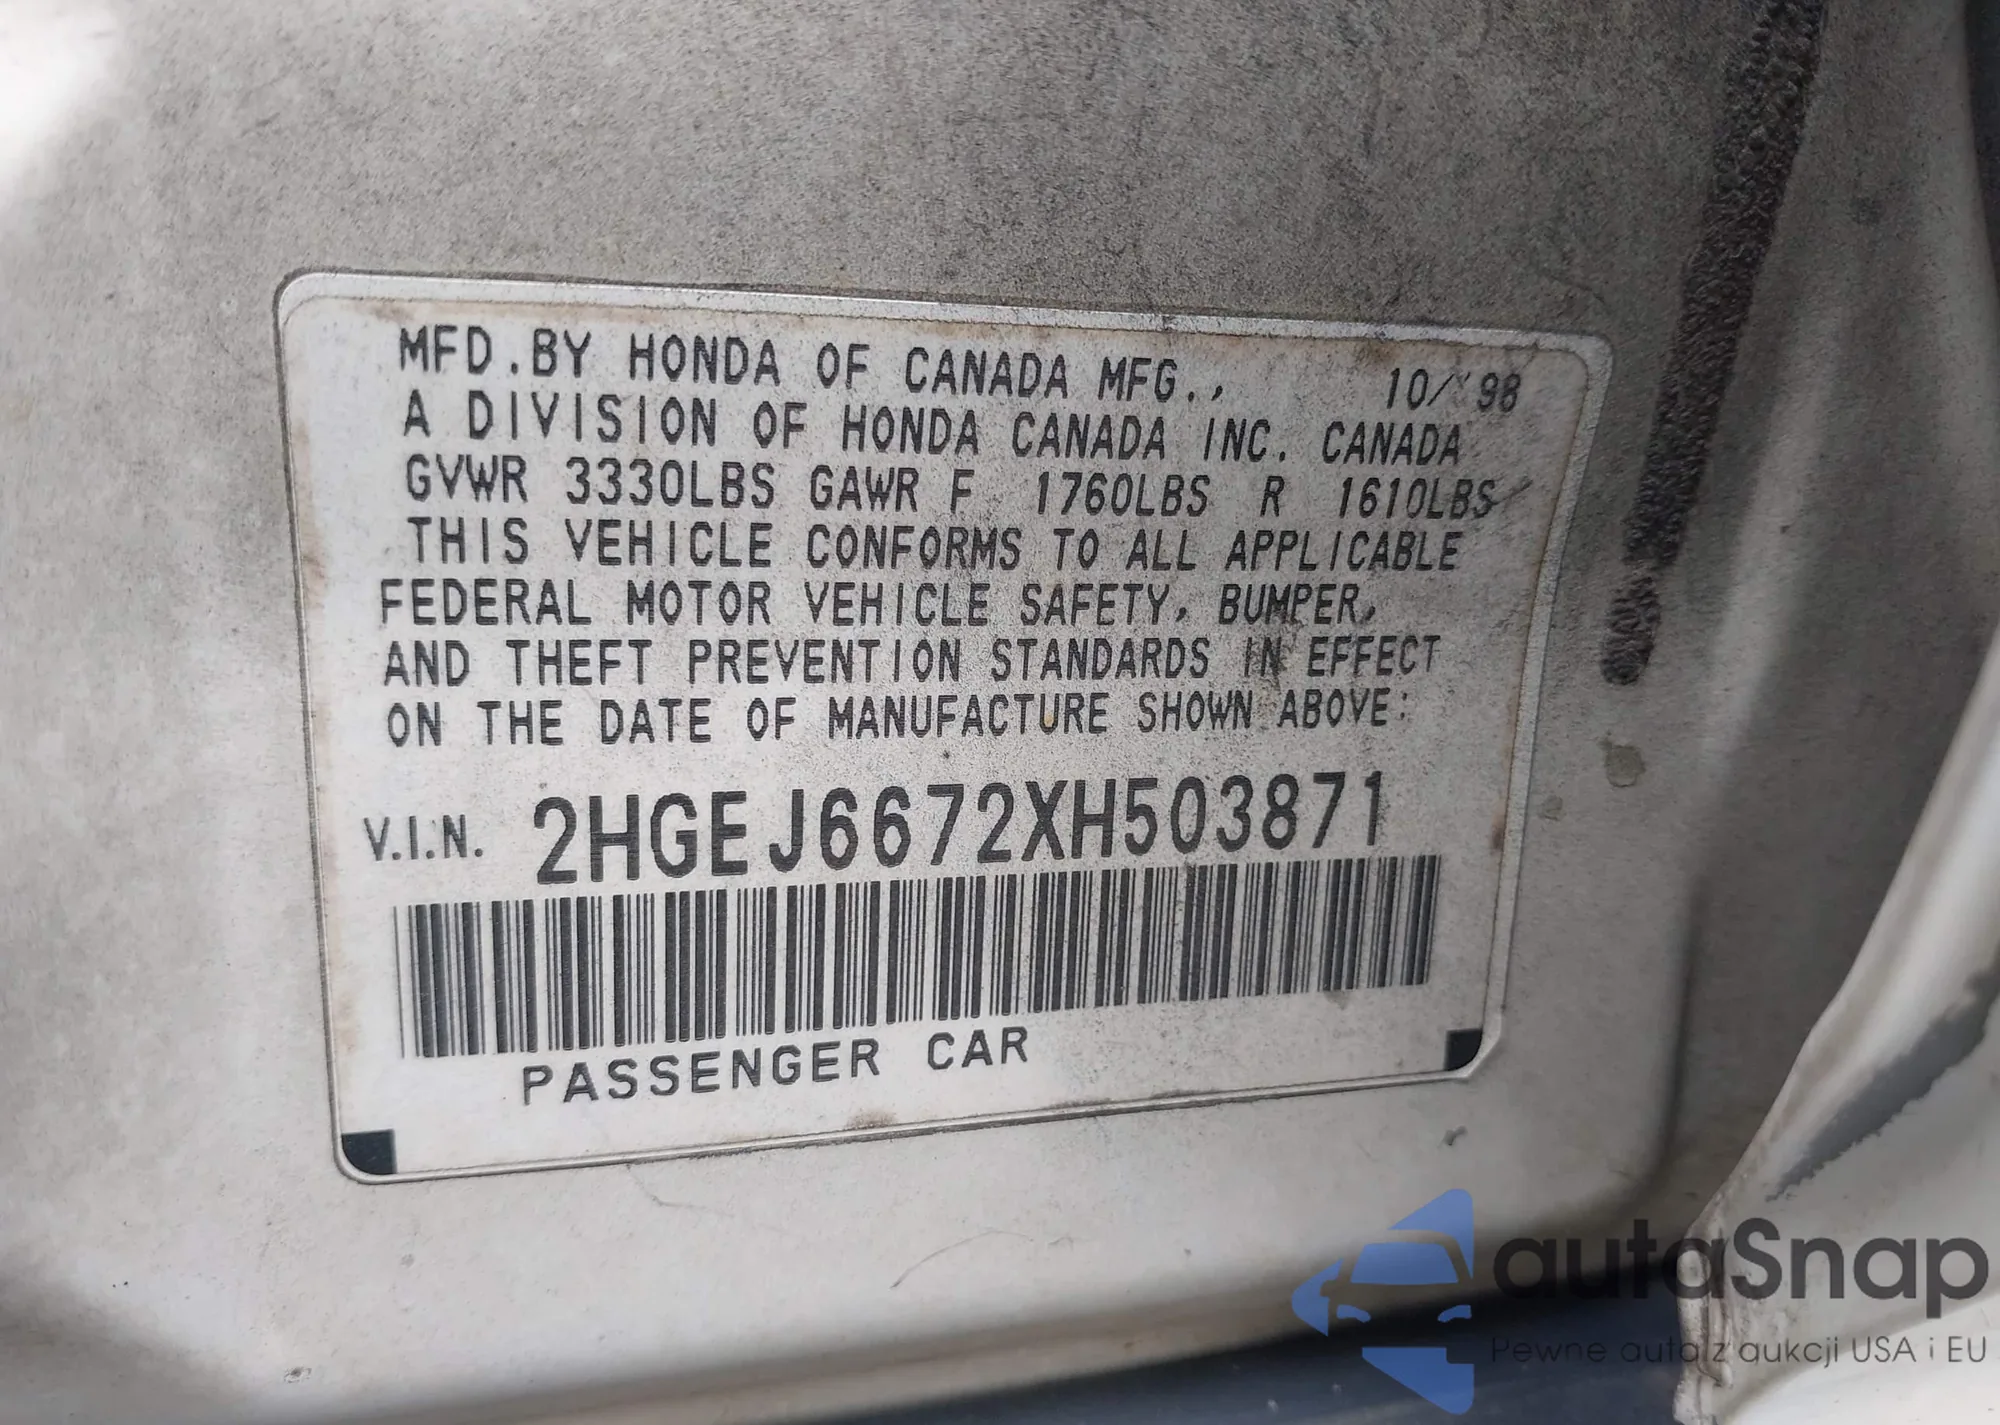 MFD.BY HONDA OF CANADA MFG., 10/98
A DIVISION OF HONDA CANADA INC. CANADA
GVWR 3330LBS GAWR F 1760LBS R 1610LBS
THIS VEHICLE CONFORMS TO ALL APPLICABLE
FEDERAL MOTOR VEHICLE SAFETY, BUMPER,
AND THEFT PREVENTION STANDARDS IN EFFECT
ON THE DATE OF MANUFACTURE SHOWN ABOVE:
V.I.N. 2HGEJ6672XH503871
PASSENGER CAR
autaSnap
Pewne auta z aukcji USA i EU